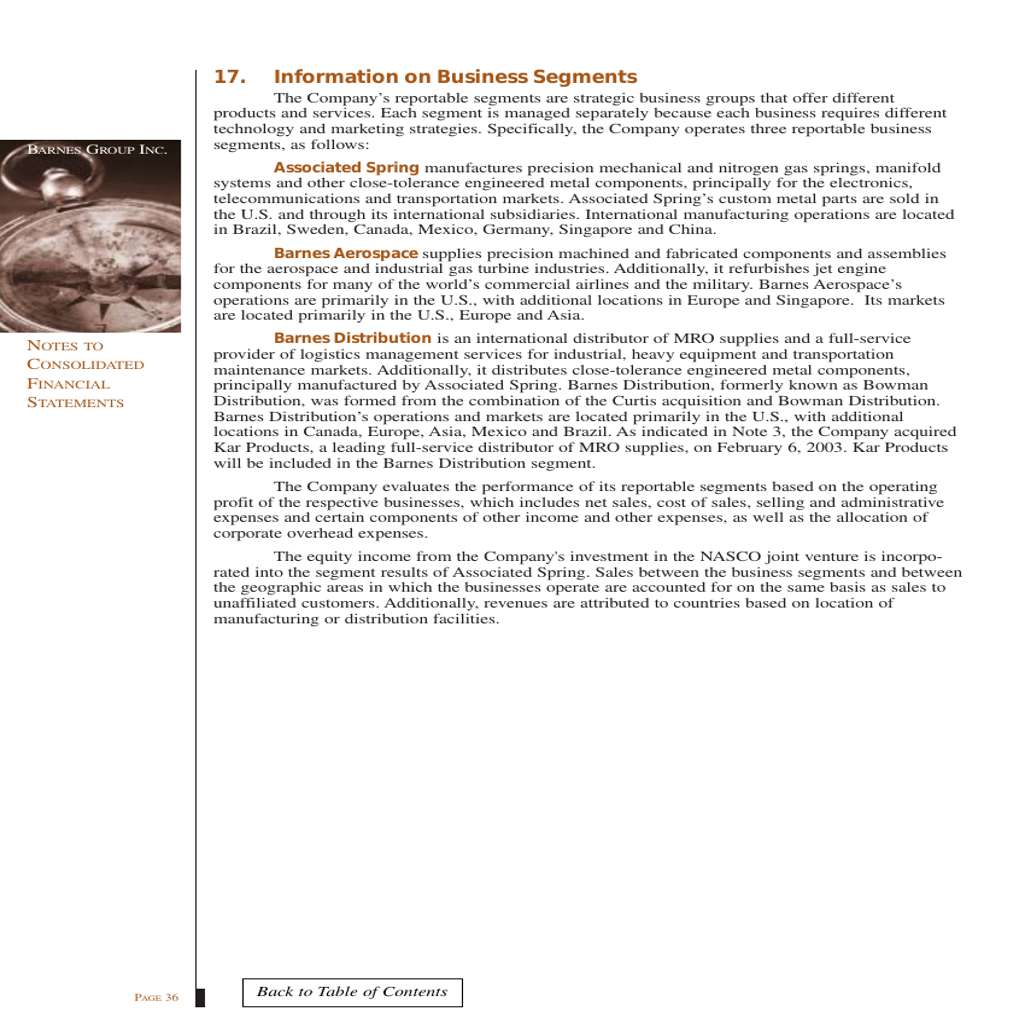 BARNES GROUP INC.
NOTES TO
CONSOLIDATED
FINANCIAL
STATEMENTS
17. Information on Business Segments
The Company’s reportable segments are strategic business groups that offer different
products and services. Each segment is managed separately because each business requires different
technology and marketing strategies. Specifically, the Company operates three reportable business
segments, as follows:
Associated Spring manufactures precision mechanical and nitrogen gas springs, manifold
systems and other close-tolerance engineered metal components, principally for the electronics,
telecommunications and transportation markets. Associated Spring’s custom metal parts are sold in
the U.S. and through its international subsidiaries. International manufacturing operations are located
in Brazil, Sweden, Canada, Mexico, Germany, Singapore and China.
Barnes Aerospace supplies precision machined and fabricated components and assemblies
for the aerospace and industrial gas turbine industries. Additionally, it refurbishes jet engine
components for many of the world’s commercial airlines and the military. Barnes Aerospace’s
operations are primarily in the U.S., with additional locations in Europe and Singapore. Its markets
are located primarily in the U.S., Europe and Asia.
Barnes Distribution is an international distributor of MRO supplies and a full-service
provider of logistics management services for industrial, heavy equipment and transportation
maintenance markets. Additionally, it distributes close-tolerance engineered metal components,
principally manufactured by Associated Spring. Barnes Distribution, formerly known as Bowman
Distribution, was formed from the combination of the Curtis acquisition and Bowman Distribution.
Barnes Distribution’s operations and markets are located primarily in the U.S., with additional
locations in Canada, Europe, Asia, Mexico and Brazil. As indicated in Note 3, the Company acquired
Kar Products, a leading full-service distributor of MRO supplies, on February 6, 2003. Kar Products
will be included in the Barnes Distribution segment.
The Company evaluates the performance of its reportable segments based on the operating
profit of the respective businesses, which includes net sales, cost of sales, selling and administrative
expenses and certain components of other income and other expenses, as well as the allocation of
corporate overhead expenses.
The equity income from the Company's investment in the NASCO joint venture is incorpo-
rated into the segment results of Associated Spring. Sales between the business segments and between
the geographic areas in which the businesses operate are accounted for on the same basis as sales to
unaffiliated customers. Additionally, revenues are attributed to countries based on location of
manufacturing or distribution facilities.
PAGE 36
Back to Table of Contents